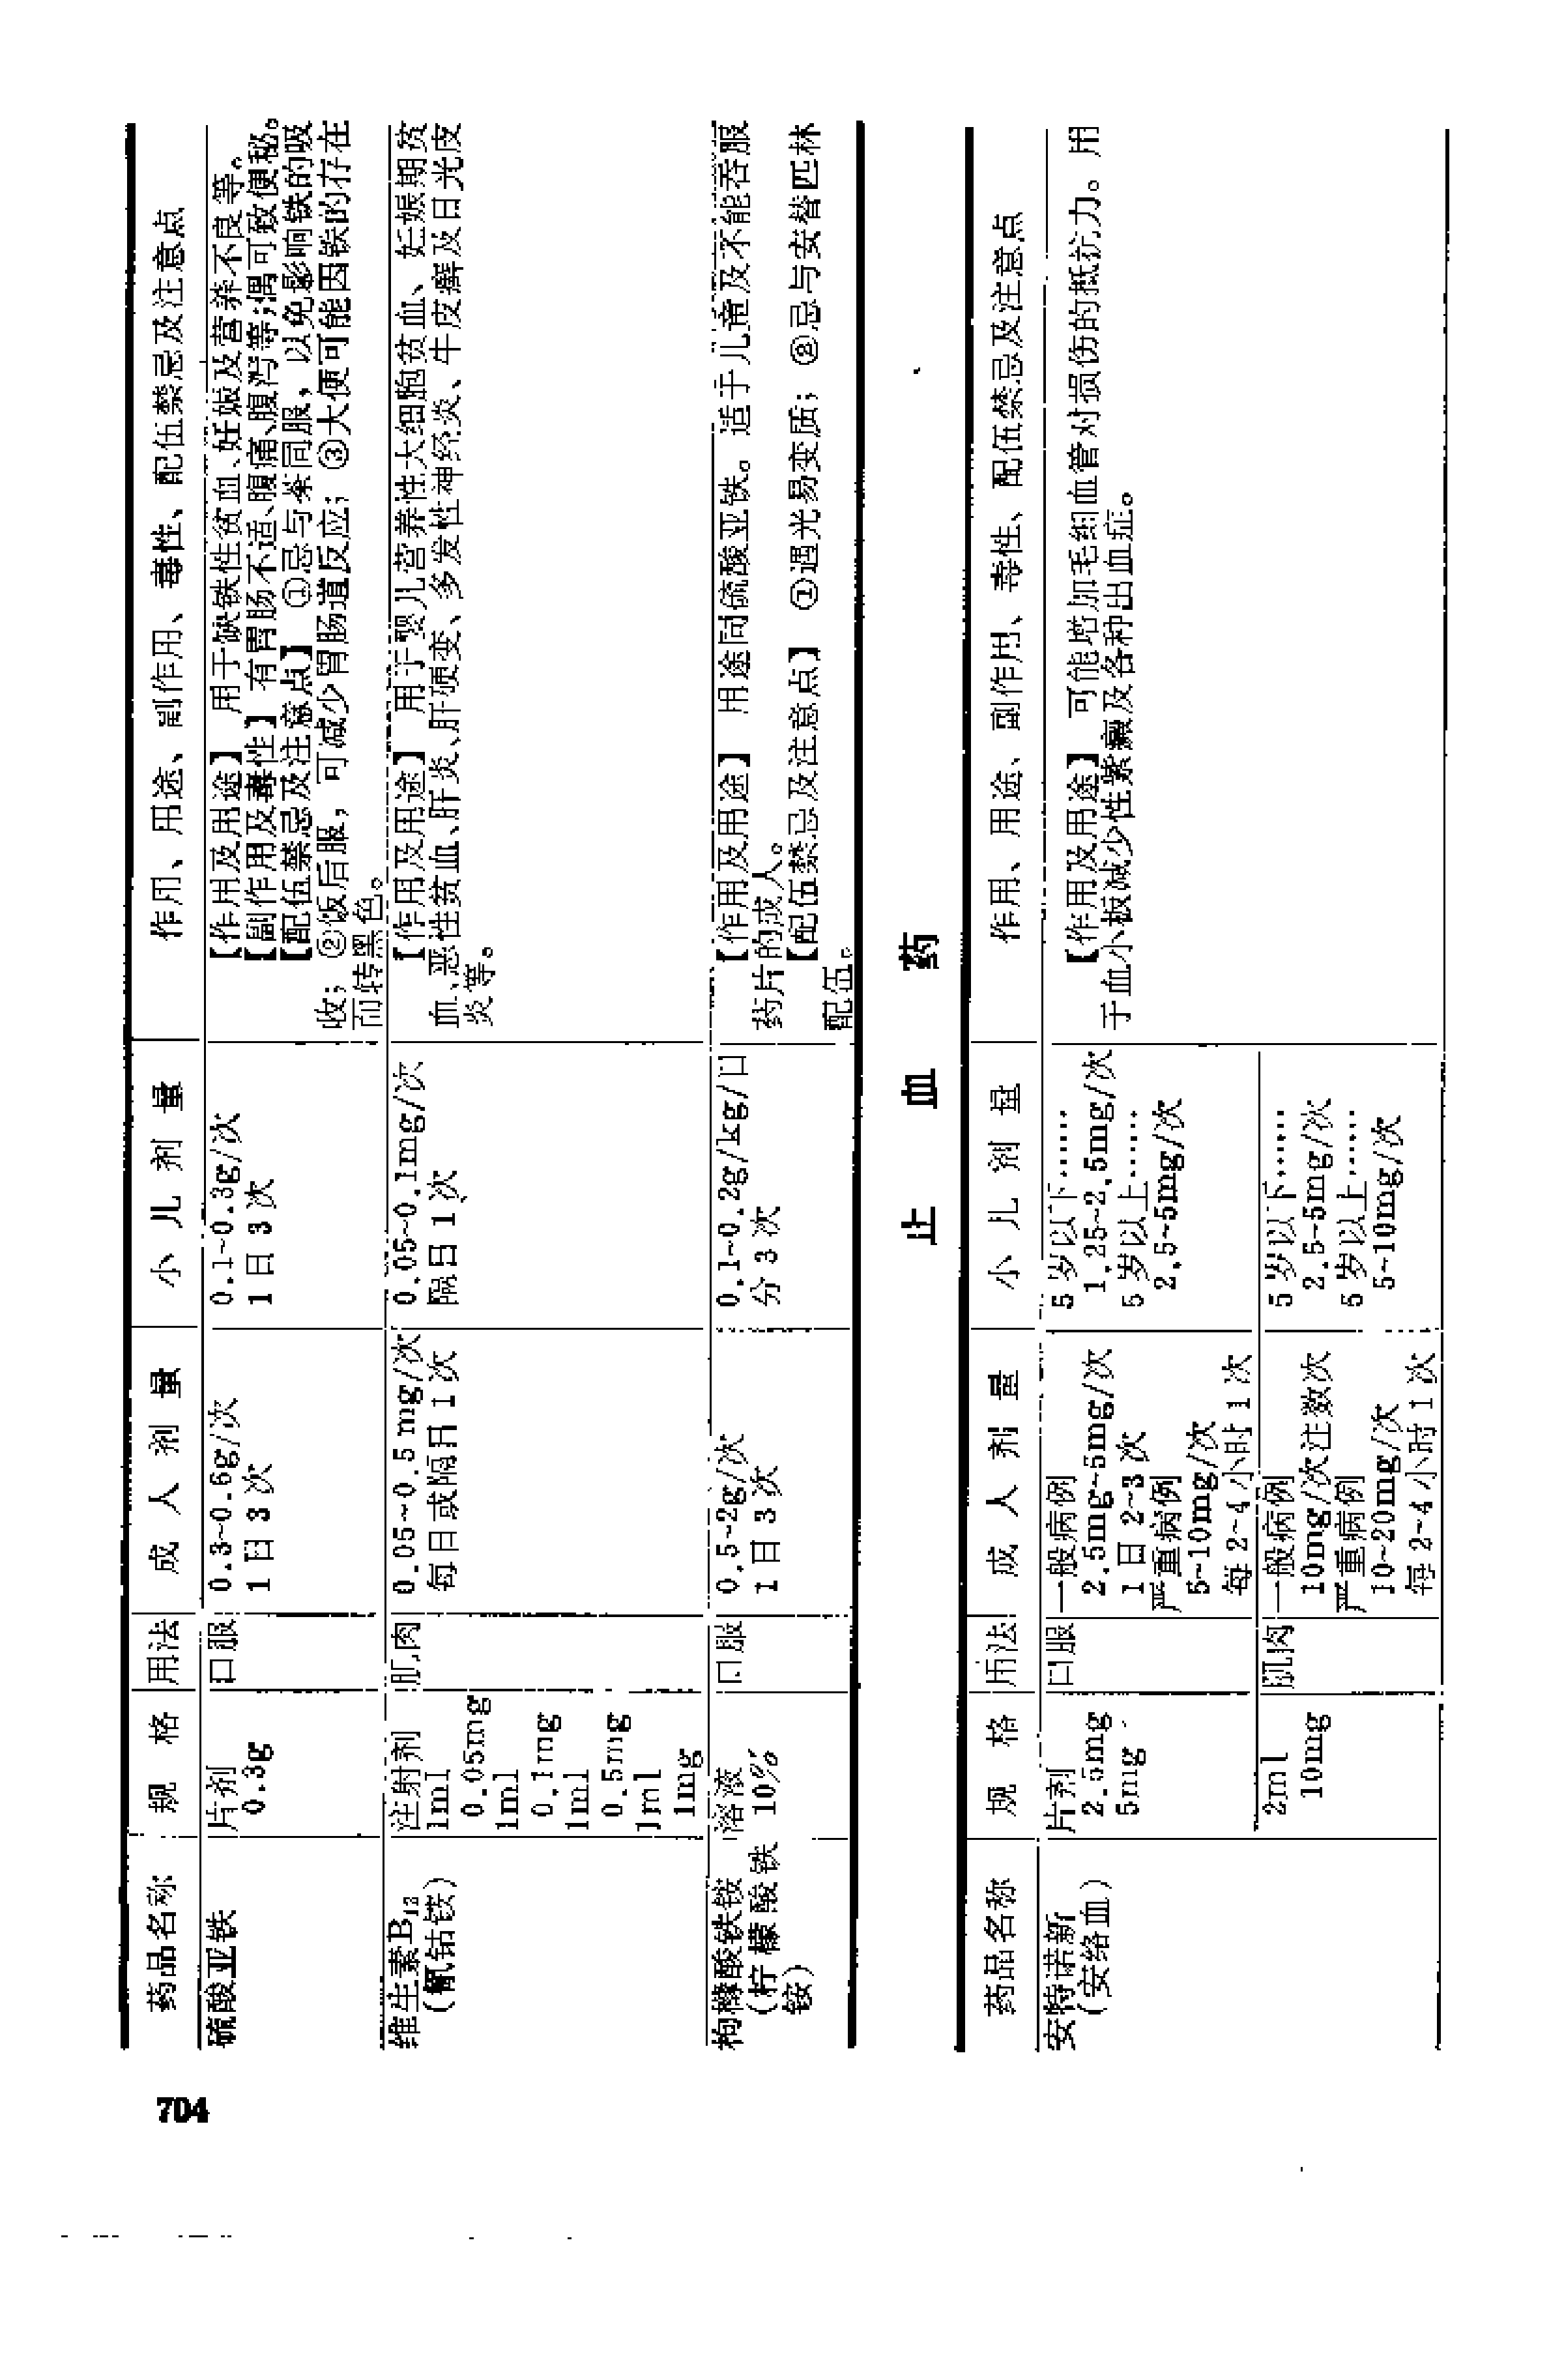 704
药品名称 规格 用法 成人剂量 小儿剂量 作用、用途、副作用、毒性、配伍禁忌及注意点
硫酸亚铁
片剂
0.3g
口服
0.3~0.6g/次
1日3次
0.1~0.3g/次
1日3次
【作用及用途】 用于缺铁性贫血、妊娠及营养不良等。
【副作用及毒性】有胃肠不适、腹痛、腹泻等;偶可致便秘。
【配伍禁忌及注意点】 ①忌与茶同服，以免影响铁的吸
收；②饭后服，可减少胃肠道反应；③大便可能因铁的存在
而转黑色。
维生素B₁₂
(氰钴铵)
注射剂
1ml
0.05mg
1ml
0.1mg
1ml
0.5mg
1ml
1mg
肌肉
0.05~0.5mg/次
每日或隔日1次
0.05~0.1mg/次
隔日1次
【作用及用途】 用于婴儿营养性大细胞贫血、妊娠期贫
血、恶性贫血、肝炎、肝硬变、多发性神经炎、牛皮癣及日光皮
炎等。
枸橼酸铁铵
(柠檬酸铁
铵)
溶液
10%
口服
0.5~2g/次
1日3次
0.1~0.2g/kg/日
分3次
【作用及用途】 用途同硫酸亚铁。适于儿童及不能吞服
药片的成人。
【配伍禁忌及注意点】 ①遇光易变质；②忌与安替匹林
配伍。
止血药
药品名称 规格 用法 成人剂量 小儿剂量 作用、用途、副作用、毒性、配伍禁忌及注意点
安特诺新
(安络血)
片剂
2.5mg
5mg
口服
一般病例
2.5mg~5mg/次
1日2~3次
严重病例
5~10mg/次
每2~4小时1次
5岁以下……
1.25~2.5mg/次
5岁以上……
2.5~5mg/次
【作用及用途】 可能增加毛细血管对损伤的抵抗力。用
于血小板减少性紫癜及各种出血症。
2ml
10mg
肌肉
一般病例
10mg/次注数次
严重病例
10~20mg/次
每2~4小时1次
5岁以下……
2.5~5mg/次
5岁以上……
5~10mg/次